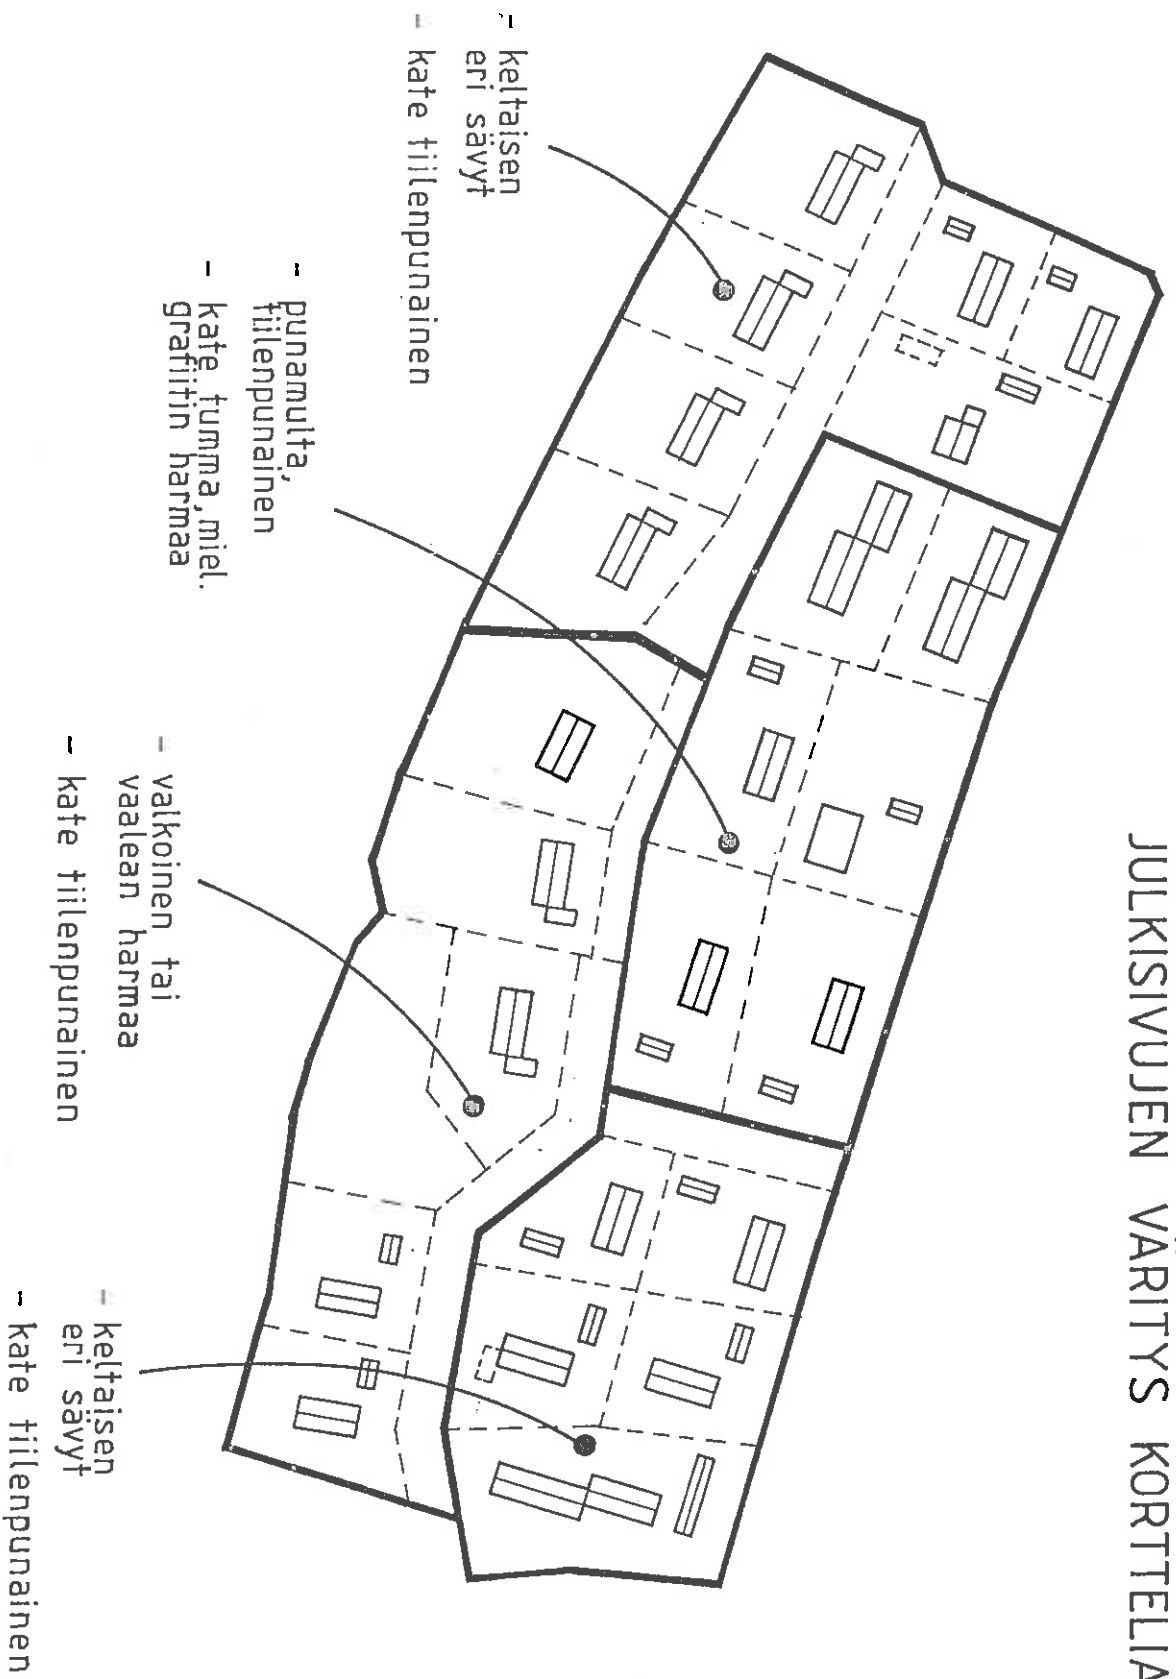 JULKISIVUJEN VÄRITYS KORTTELIA
- keltaisen
eri sävyt
- kate tiilenpunainen
- punamulta,
tiilenpunainen
- kate tumma, miel.
grafiitin harmaa
- valkoinen tai
vaalean harmaa
- kate tiilenpunainen
- keltaisen
eri sävyt
- kate tiilenpunainen